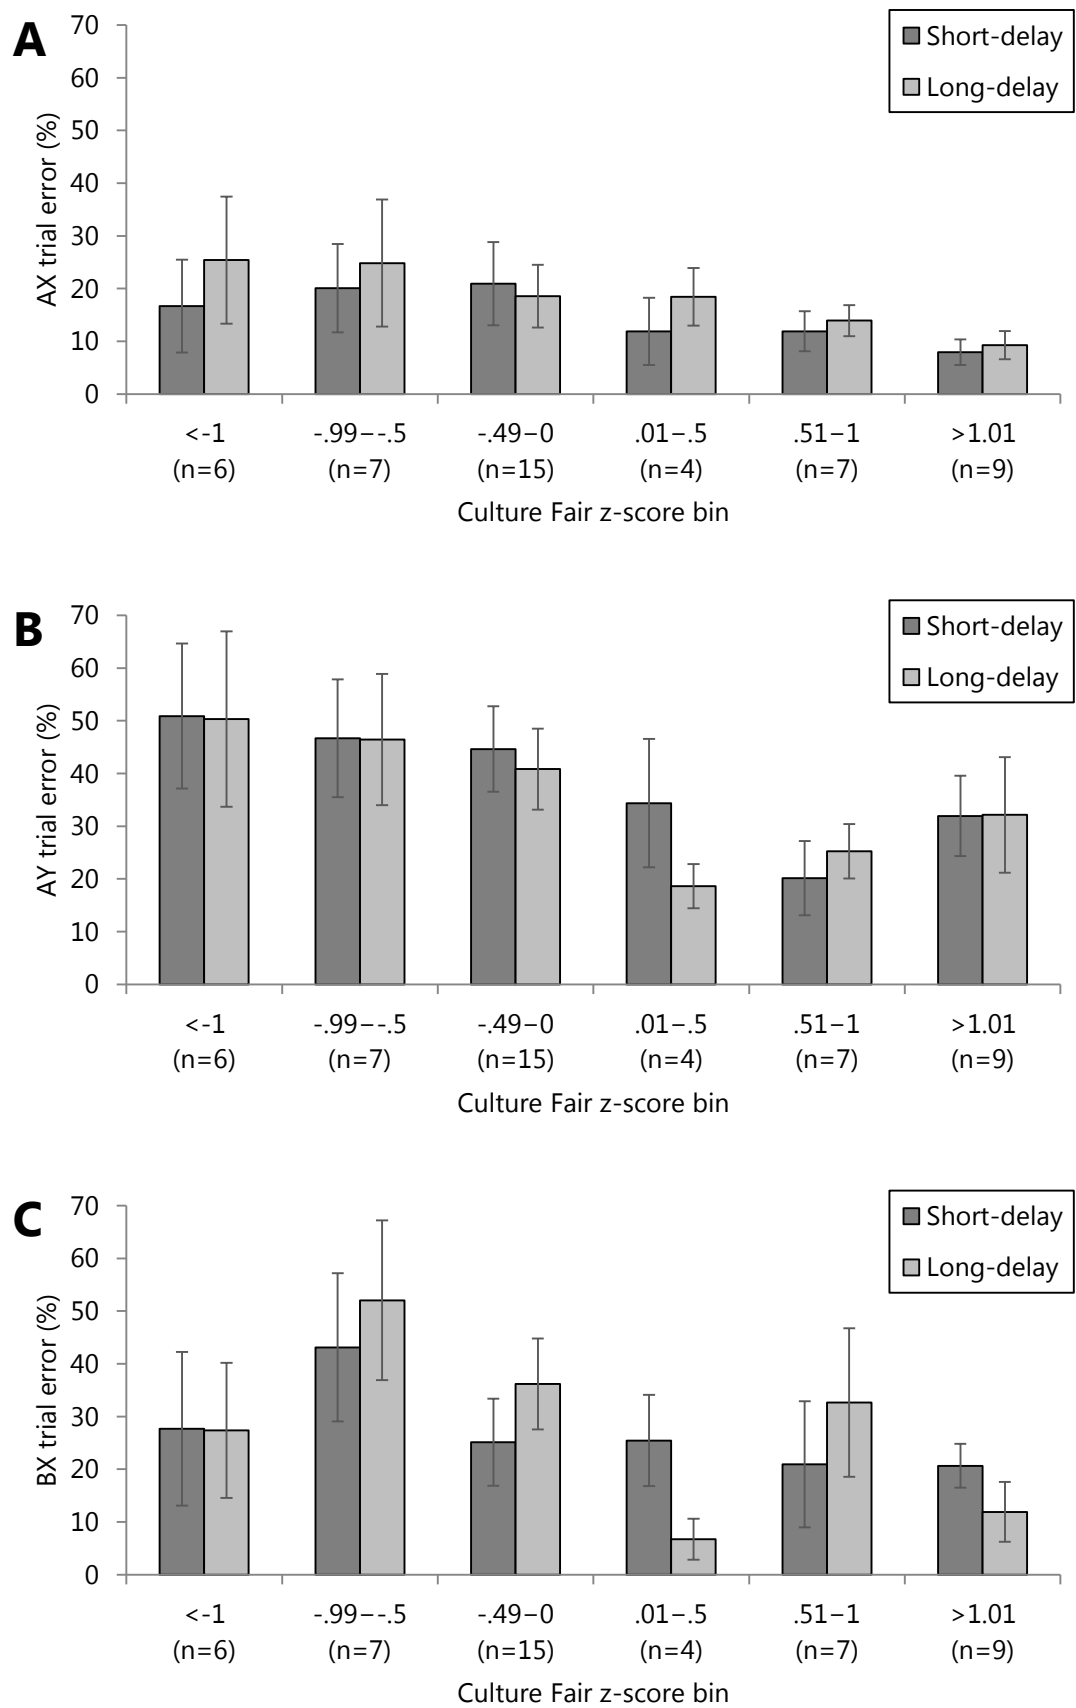 A
70
60
50
40
30
20
10
0
AX trial error (%)
Short-delay
Long-delay
<-1 -.99–-.5 -.49–0 .01–.5 .51–1 >1.01
(n=6) (n=7) (n=15) (n=4) (n=7) (n=9)
Culture Fair z-score bin
B
70
60
50
40
30
20
10
0
AY trial error (%)
Short-delay
Long-delay
<-1 -.99–-.5 -.49–0 .01–.5 .51–1 >1.01
(n=6) (n=7) (n=15) (n=4) (n=7) (n=9)
Culture Fair z-score bin
C
70
60
50
40
30
20
10
0
BX trial error (%)
Short-delay
Long-delay
<-1 -.99–-.5 -.49–0 .01–.5 .51–1 >1.01
(n=6) (n=7) (n=15) (n=4) (n=7) (n=9)
Culture Fair z-score bin